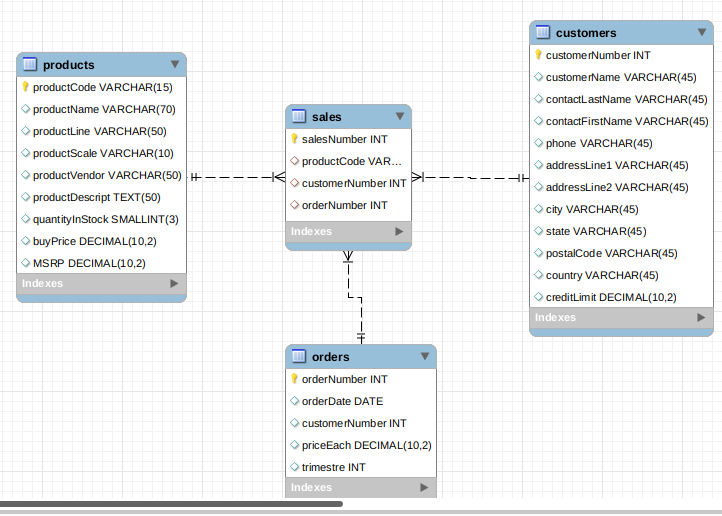 products
productCode VARCHAR(15)
productName VARCHAR(70)
productLine VARCHAR(50)
productScale VARCHAR(10)
productVendor VARCHAR(50)
productDescript TEXT(50)
quantityInStock SMALLINT(3)
buyPrice DECIMAL(10,2)
MSRP DECIMAL(10,2)
Indexes
sales
salesNumber INT
productCode VAR...
customerNumber INT
orderNumber INT
Indexes
customers
customerNumber INT
customerName VARCHAR(45)
contactLastName VARCHAR(45)
contactFirstName VARCHAR(45)
phone VARCHAR(45)
addressLine1 VARCHAR(45)
addressLine2 VARCHAR(45)
city VARCHAR(45)
state VARCHAR(45)
postalCode VARCHAR(45)
country VARCHAR(45)
creditLimit DECIMAL(10,2)
Indexes
orders
orderNumber INT
orderDate DATE
customerNumber INT
priceEach DECIMAL(10,2)
trimestre INT
Indexes